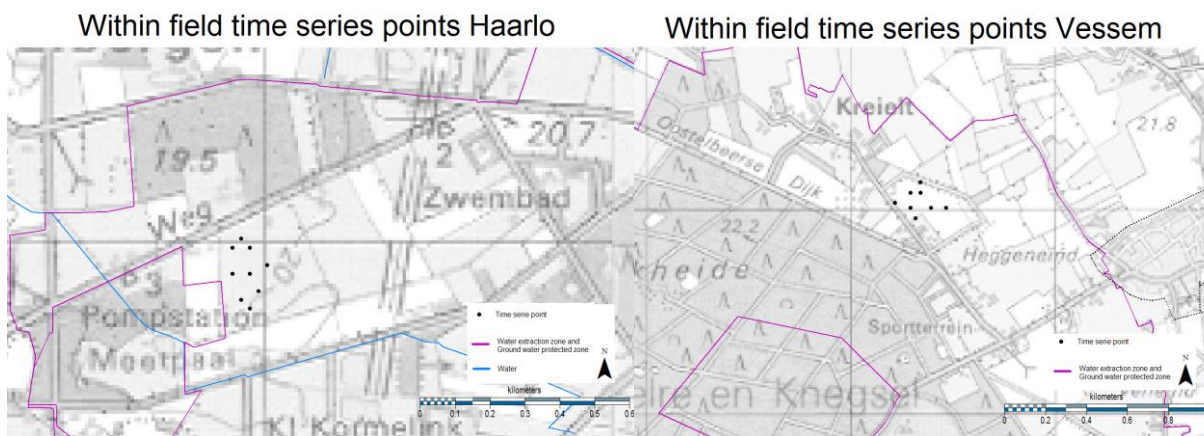 Within field time series points Haarlo
Within field time series points Vessem
19.5
Weg
20.7
2
Zwembad
Pompstation
Meetpaal
Kl Kormelink
Time serie point
Water extraction zone and
Ground water protected zone
Water
N
kilometers
0 0.1 0.2 0.3 0.4 0.5 0.6
Kreielt
21.8
Oostelbeerse Dijk
22.2
Heggeneind
cheide
Sportterrein
Time serie point
Water extraction zone and
Ground water protected zone
N
kilometers
0 0.2 0.4 0.6 0.8
en Knegsel